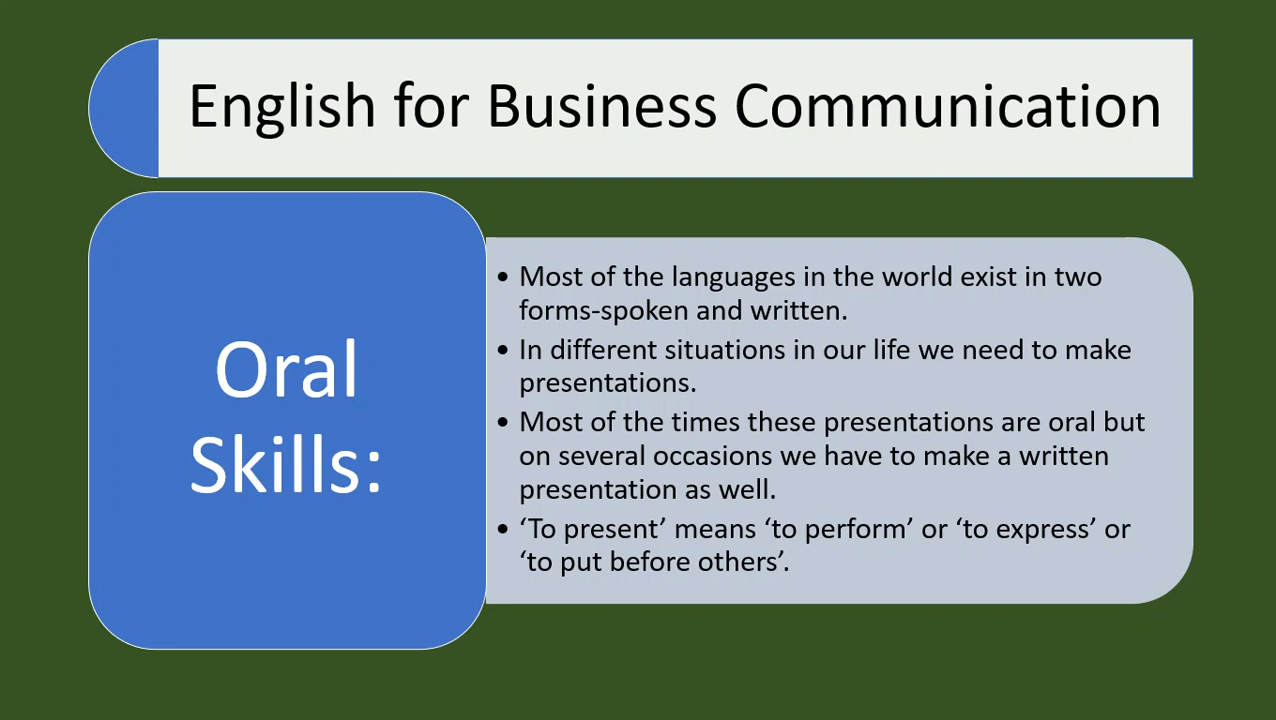 English for Business Communication
Oral
Skills:
• Most of the languages in the world exist in two
forms-spoken and written.
• In different situations in our life we need to make
presentations.
• Most of the times these presentations are oral but
on several occasions we have to make a written
presentation as well.
• ‘To present’ means ‘to perform’ or ‘to express’ or
‘to put before others’.